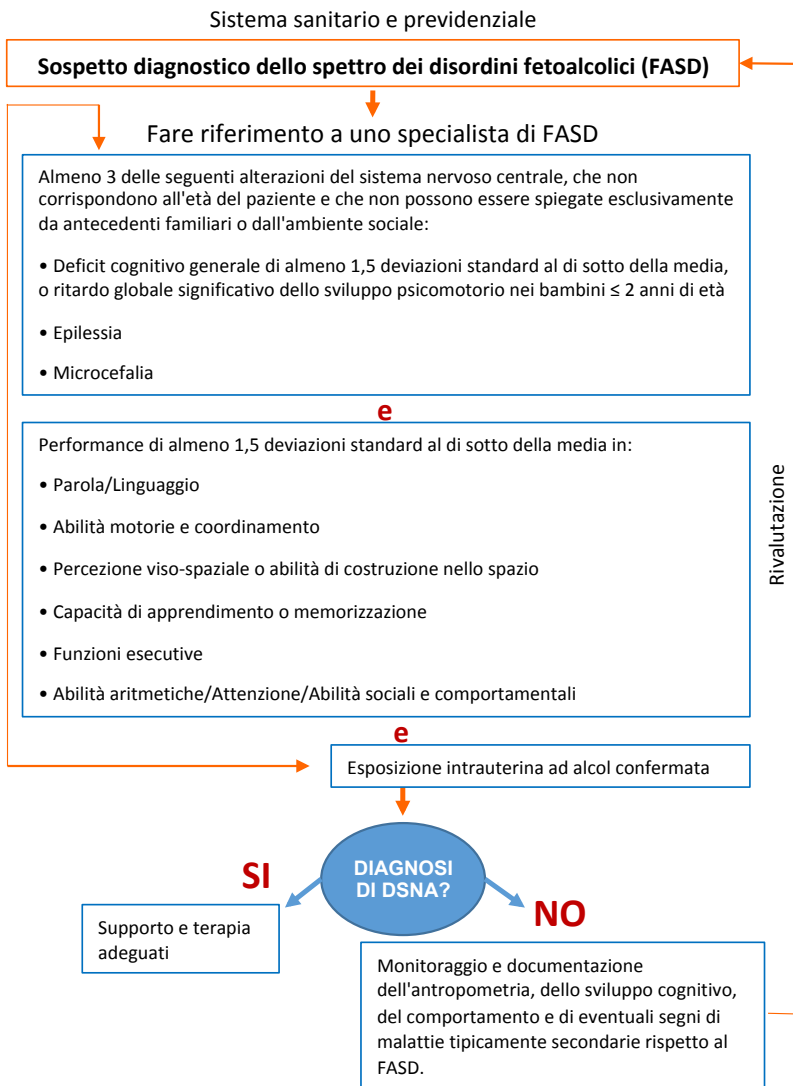 Sistema sanitario e previdenziale
Sospetto diagnostico dello spettro dei disordini fetoalcolici (FASD)
Fare riferimento a uno specialista di FASD
Almeno 3 delle seguenti alterazioni del sistema nervoso centrale, che non
corrispondono all'età del paziente e che non possono essere spiegate esclusivamente
da antecedenti familiari o dall'ambiente sociale:
• Deficit cognitivo generale di almeno 1,5 deviazioni standard al di sotto della media,
o ritardo globale significativo dello sviluppo psicomotorio nei bambini ≤ 2 anni di età
• Epilessia
• Microcefalia
e
Performance di almeno 1,5 deviazioni standard al di sotto della media in:
• Parola/Linguaggio
• Abilità motorie e coordinamento
• Percezione viso-spaziale o abilità di costruzione nello spazio
• Capacità di apprendimento o memorizzazione
• Funzioni esecutive
• Abilità aritmetiche/Attenzione/Abilità sociali e comportamentali
Rivalutazione
e
Esposizione intrauterina ad alcol confermata
DIAGNOSI
DI DSNA?
SI
NO
Supporto e terapia
adeguati
Monitoraggio e documentazione
dell'antropometria, dello sviluppo cognitivo,
del comportamento e di eventuali segni di
malattie tipicamente secondarie rispetto al
FASD.